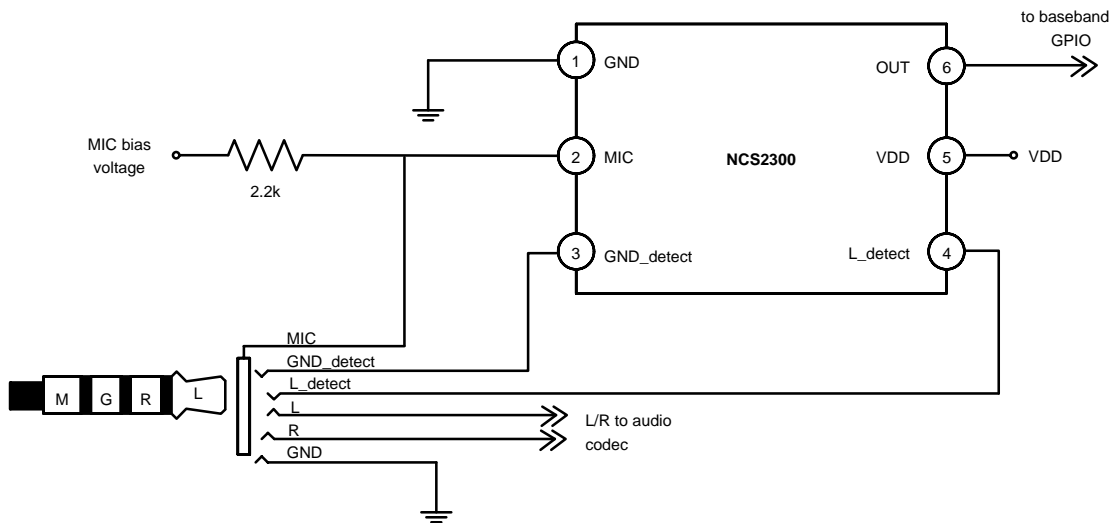 to baseband
GPIO
1
GND
OUT
6
MIC bias
voltage
2.2k
2
MIC
NCS2300
VDD
5
VDD
3
GND_detect
L_detect
4
MIC
GND_detect
L_detect
L
R
GND
M
G
R
L
L/R to audio
codec